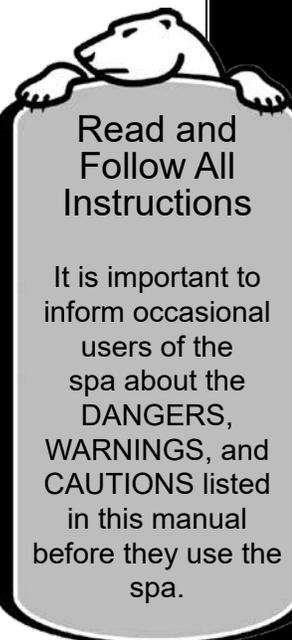 Read and
Follow All
Instructions
It is important to
inform occasional
users of the
spa about the
DANGERS,
WARNINGS, and
CAUTIONS listed
in this manual
before they use the
spa.